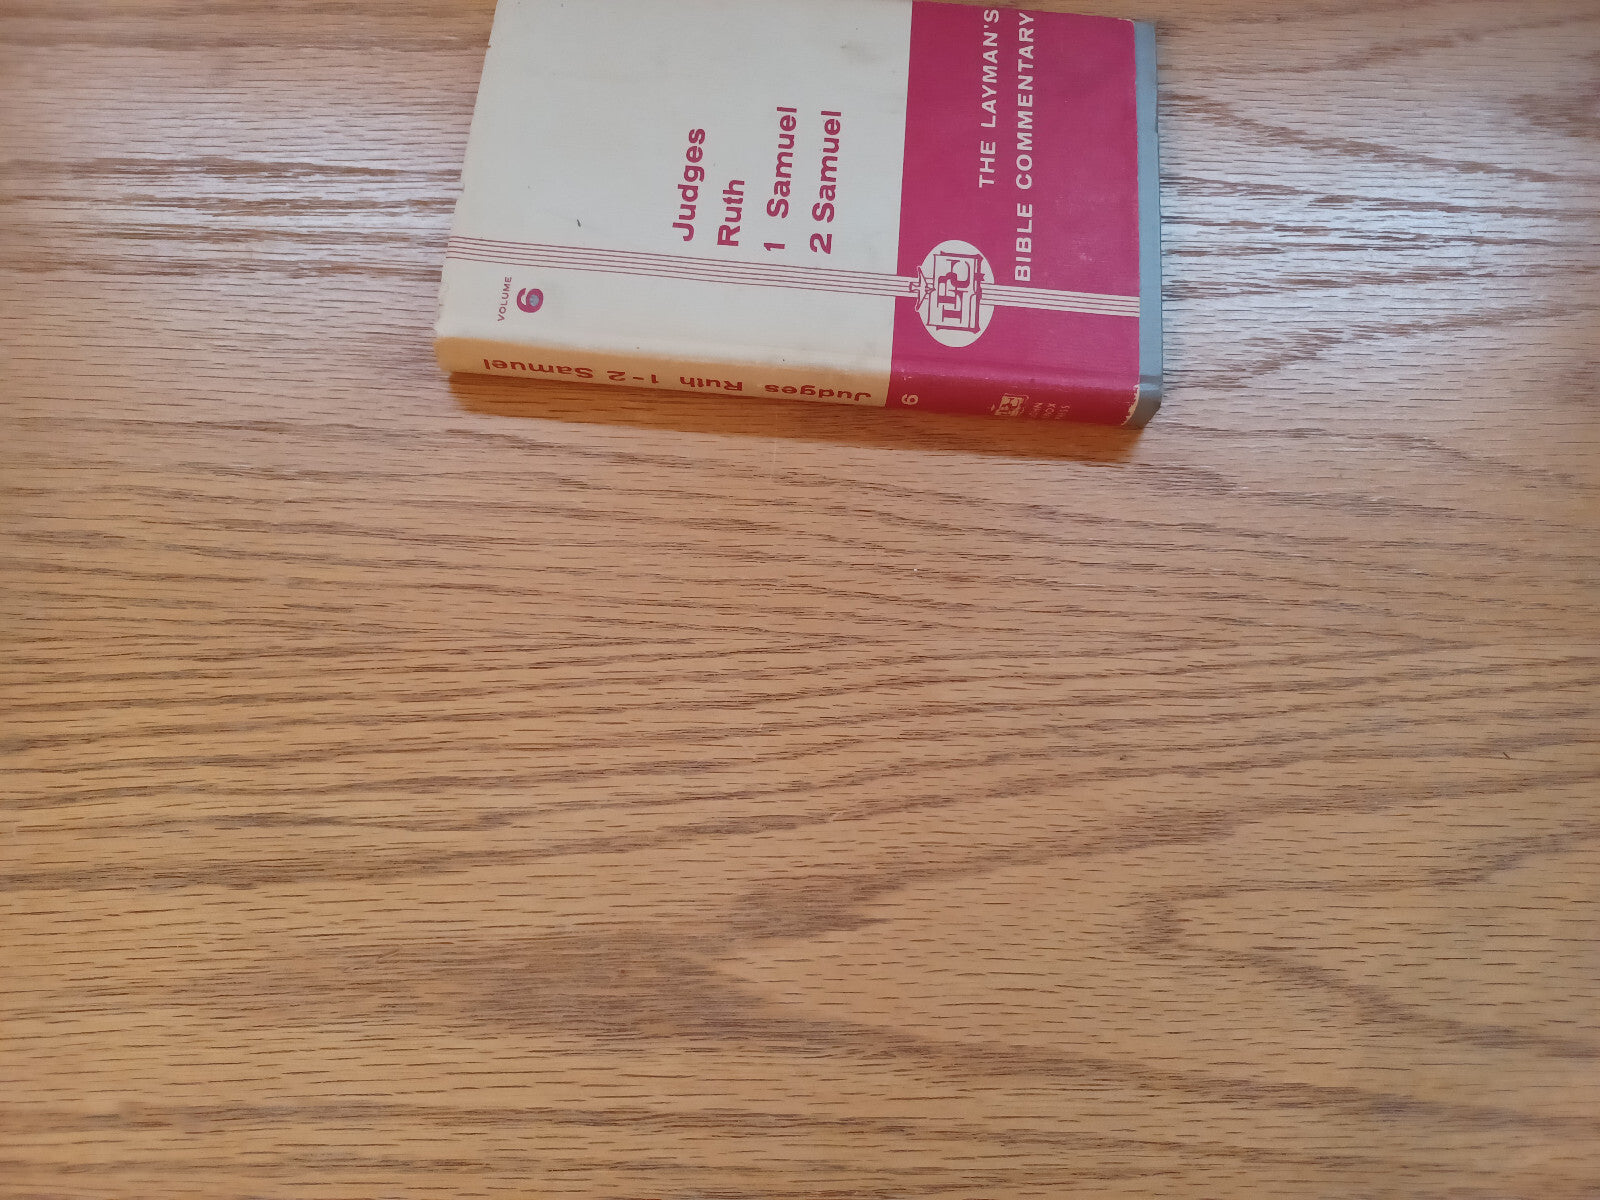 THE LAYMAN'S
BIBLE COMMENTARY
LBC
Judges
Ruth
1 Samuel
2 Samuel
VOLUME
6
Judges Ruth 1-2 Samuel
6